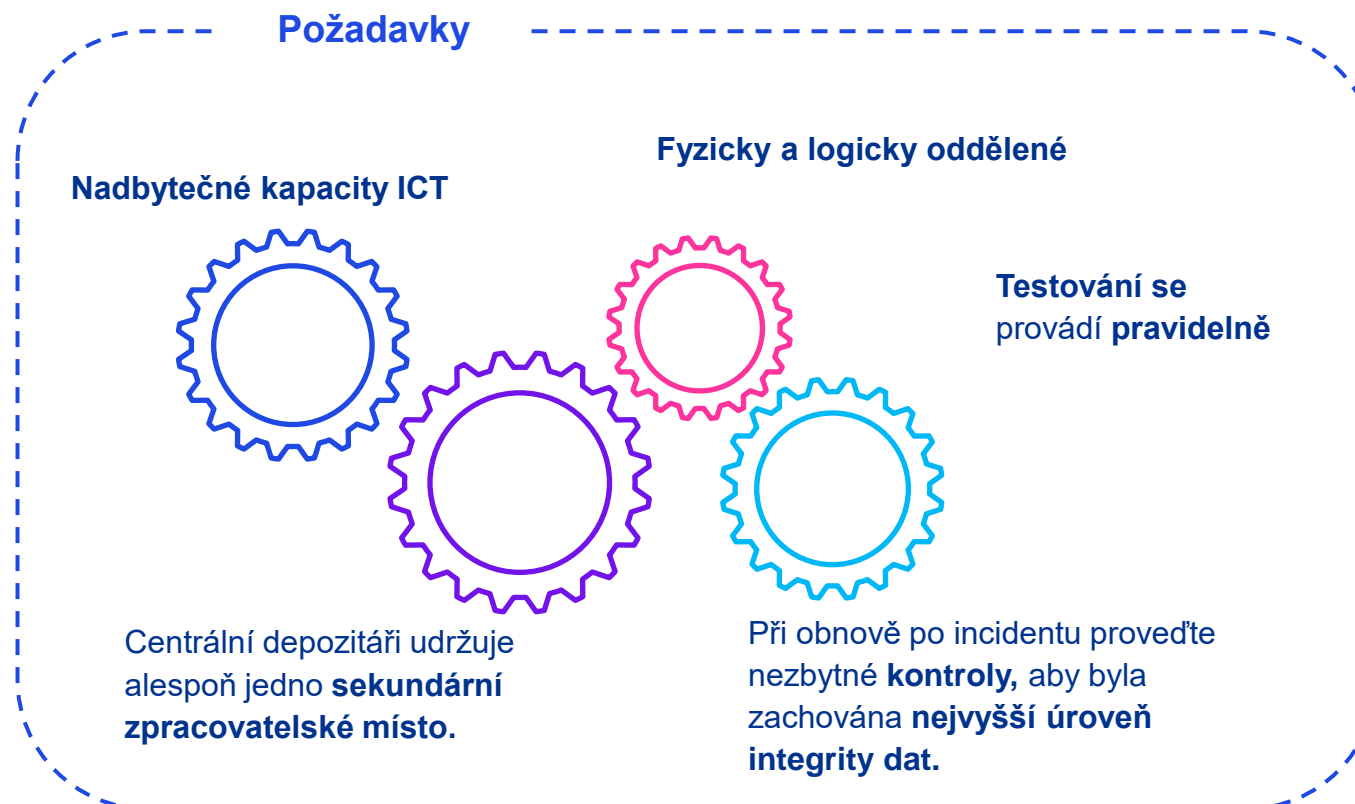 Požadavky
Fyzicky a logicky oddělené
Nadbytečné kapacity ICT
Testování se
provádí pravidelně
Centrální depozitáři udržuje
alespoň jedno sekundární
zpracovatelské místo.
Při obnově po incidentu proveďte
nezbytné kontroly, aby byla
zachována nejvyšší úroveň
integrity dat.